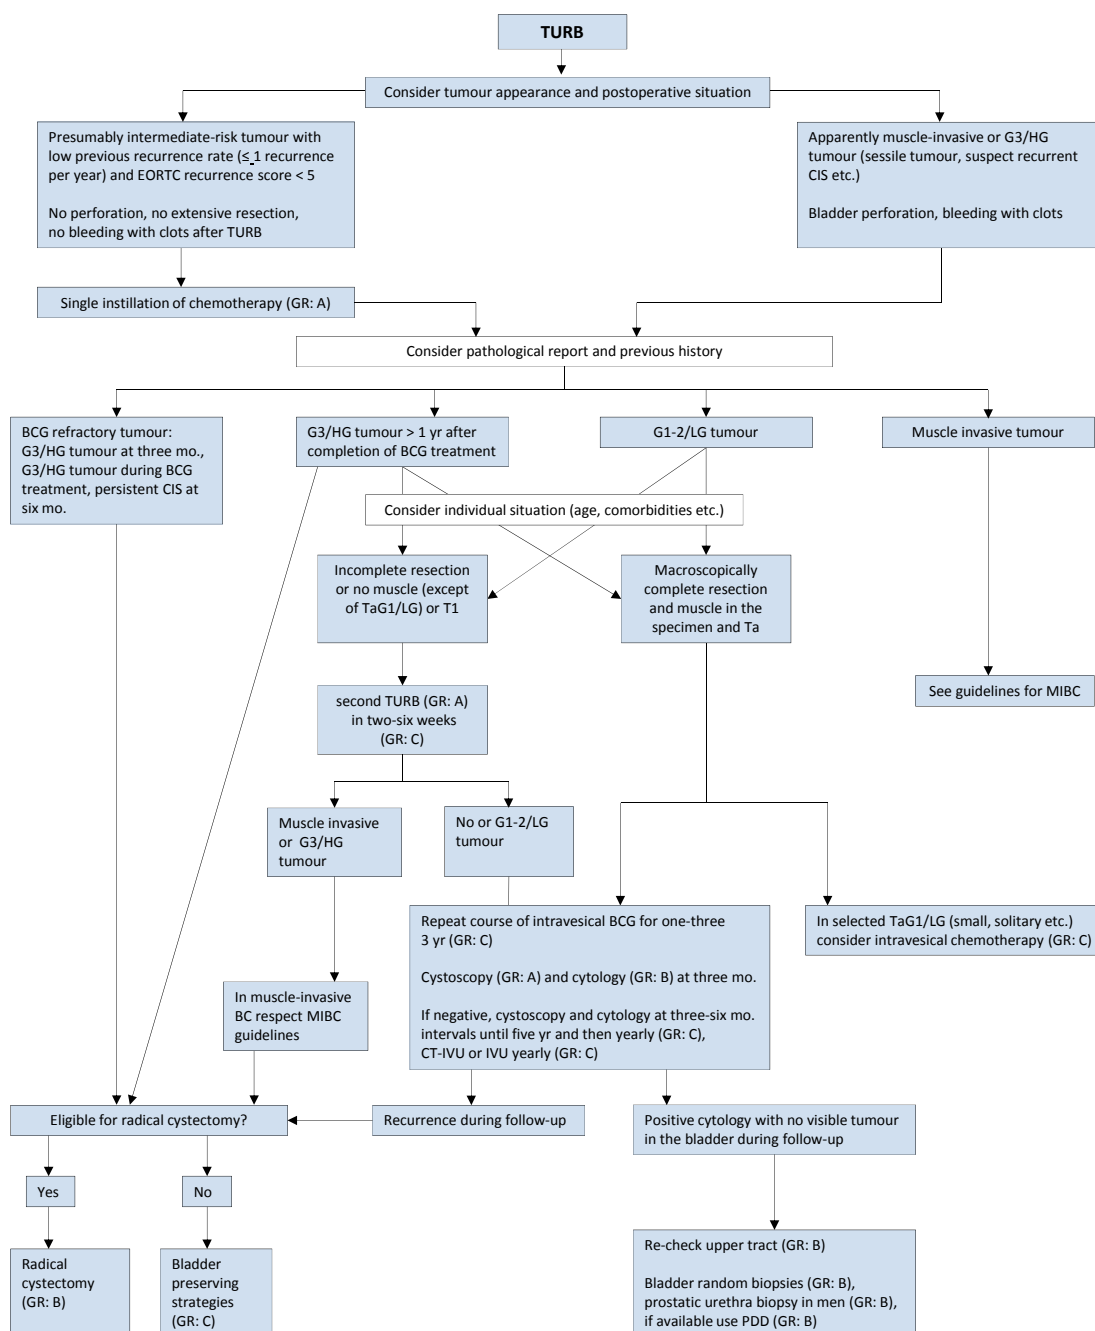 TURB
Consider tumour appearance and postoperative situation
Presumably intermediate-risk tumour with
low previous recurrence rate (≤ 1 recurrence
per year) and EORTC recurrence score < 5
No perforation, no extensive resection,
no bleeding with clots after TURB
Apparently muscle-invasive or G3/HG
tumour (sessile tumour, suspect recurrent
CIS etc.)
Bladder perforation, bleeding with clots
Single instillation of chemotherapy (GR: A)
Consider pathological report and previous history
BCG refractory tumour:
G3/HG tumour at three mo.,
G3/HG tumour during BCG
treatment, persistent CIS at
six mo.
G3/HG tumour > 1 yr after
completion of BCG treatment
G1-2/LG tumour
Muscle invasive tumour
Consider individual situation (age, comorbidities etc.)
Incomplete resection
or no muscle (except
of TaG1/LG) or T1
Macroscopically
complete resection
and muscle in the
specimen and Ta
See guidelines for MIBC
second TURB (GR: A)
in two-six weeks
(GR: C)
Muscle invasive
or G3/HG
tumour
No or G1-2/LG
tumour
Repeat course of intravesical BCG for one-three
3 yr (GR: C)
Cystoscopy (GR: A) and cytology (GR: B) at three mo.
If negative, cystoscopy and cytology at three-six mo.
intervals until five yr and then yearly (GR: C),
CT-IVU or IVU yearly (GR: C)
In selected TaG1/LG (small, solitary etc.)
consider intravesical chemotherapy (GR: C)
In muscle-invasive
BC respect MIBC
guidelines
Eligible for radical cystectomy?
Recurrence during follow-up
Positive cytology with no visible tumour
in the bladder during follow-up
Yes
No
Radical
cystectomy
(GR: B)
Bladder
preserving
strategies
(GR: C)
Re-check upper tract (GR: B)
Bladder random biopsies (GR: B),
prostatic urethra biopsy in men (GR: B),
if available use PDD (GR: B)